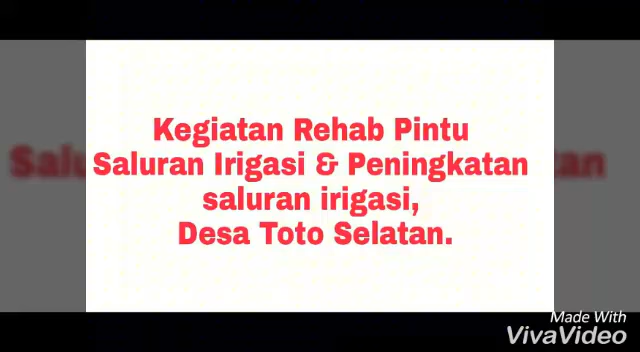 Kegiatan Rehab Pintu
Saluran Irigasi & Peningkatan
saluran irigasi,
Desa Toto Selatan.
Made With
VivaVideo